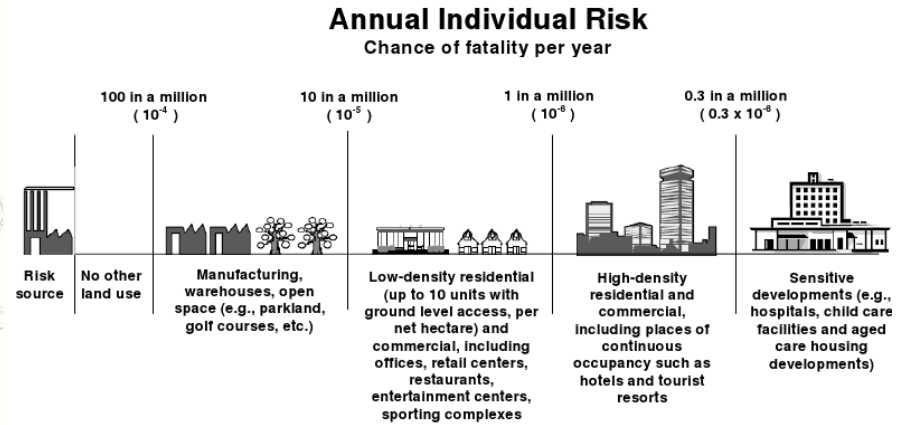 Annual Individual Risk
Chance of fatality per year
100 in a million
( 10⁻⁴ )
10 in a million
( 10⁻⁵ )
1 in a million
( 10⁻⁶ )
0.3 in a million
( 0.3 x 10⁻⁶ )
Risk
source
No other
land use
Manufacturing,
warehouses, open
space (e.g., parkland,
golf courses, etc.)
Low-density residential
(up to 10 units with
ground level access, per
net hectare) and
commercial, including
offices, retail centers,
restaurants,
entertainment centers,
sporting complexes
High-density
residential and
commercial,
including places of
continuous
occupancy such as
hotels and tourist
resorts
Sensitive
developments (e.g.,
hospitals, child care
facilities and aged
care housing
developments)